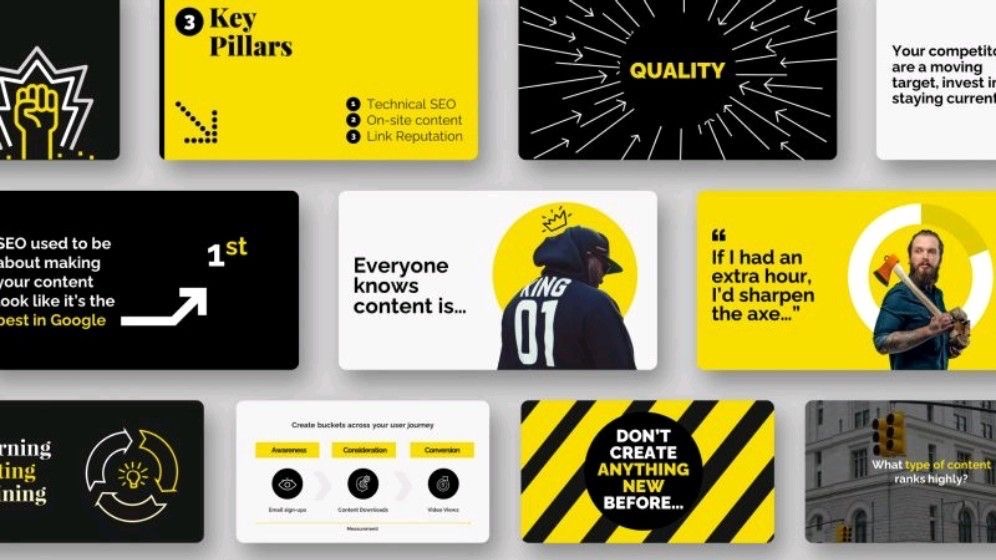 3 Key
Pillars
1 Technical SEO
2 On-site content
3 Link Reputation
QUALITY
Your competito
are a moving
target, invest in
staying current
SEO used to be
about making
your content
look like it's the
best in Google
1st
Everyone
knows
content is...
KING
01
“
If I had an
extra hour,
I'd sharpen
the axe...”
rning
ting
ining
Create buckets across your user journey
Awareness Consideration Conversion
Email sign-ups Content Downloads Video Views
Measurement
DON'T
CREATE
ANYTHING
NEW
BEFORE...
What type of content
ranks highly?